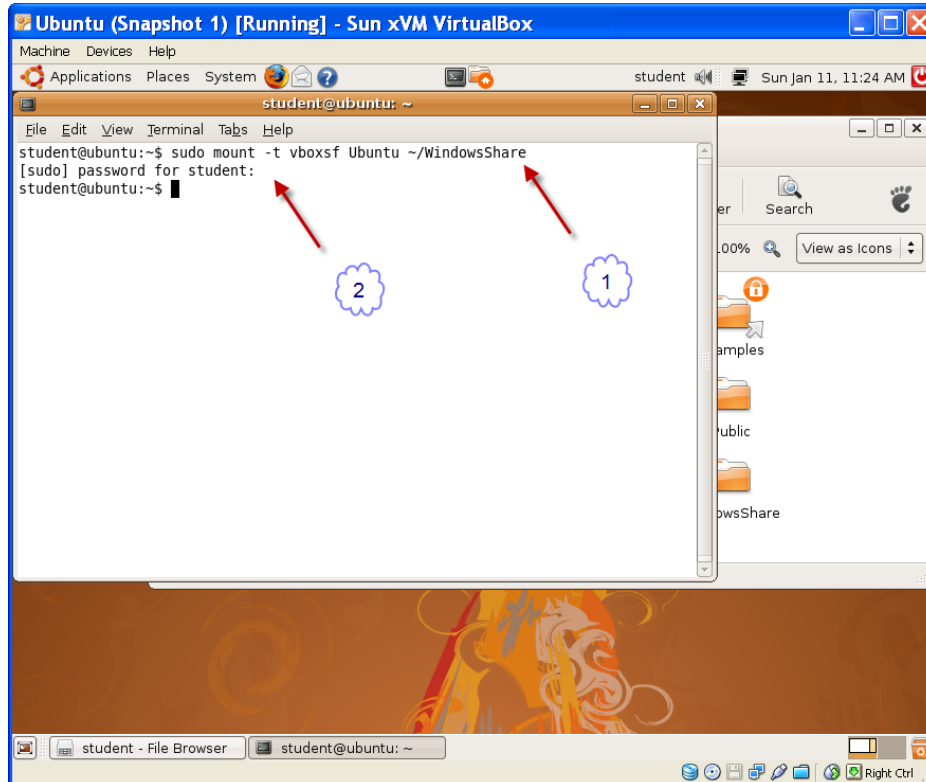 Ubuntu (Snapshot 1) [Running] - Sun xVM VirtualBox
Machine Devices Help
Applications Places System student Sun Jan 11, 11:24 AM
student@ubuntu: ~
File Edit View Terminal Tabs Help
student@ubuntu:~$ sudo mount -t vboxsf Ubuntu ~/WindowsShare
[sudo] password for student:
student@ubuntu:~$
er Search
100% View as Icons
2
1
amples
Public
owsShare
student - File Browser student@ubuntu: ~
Right Ctrl